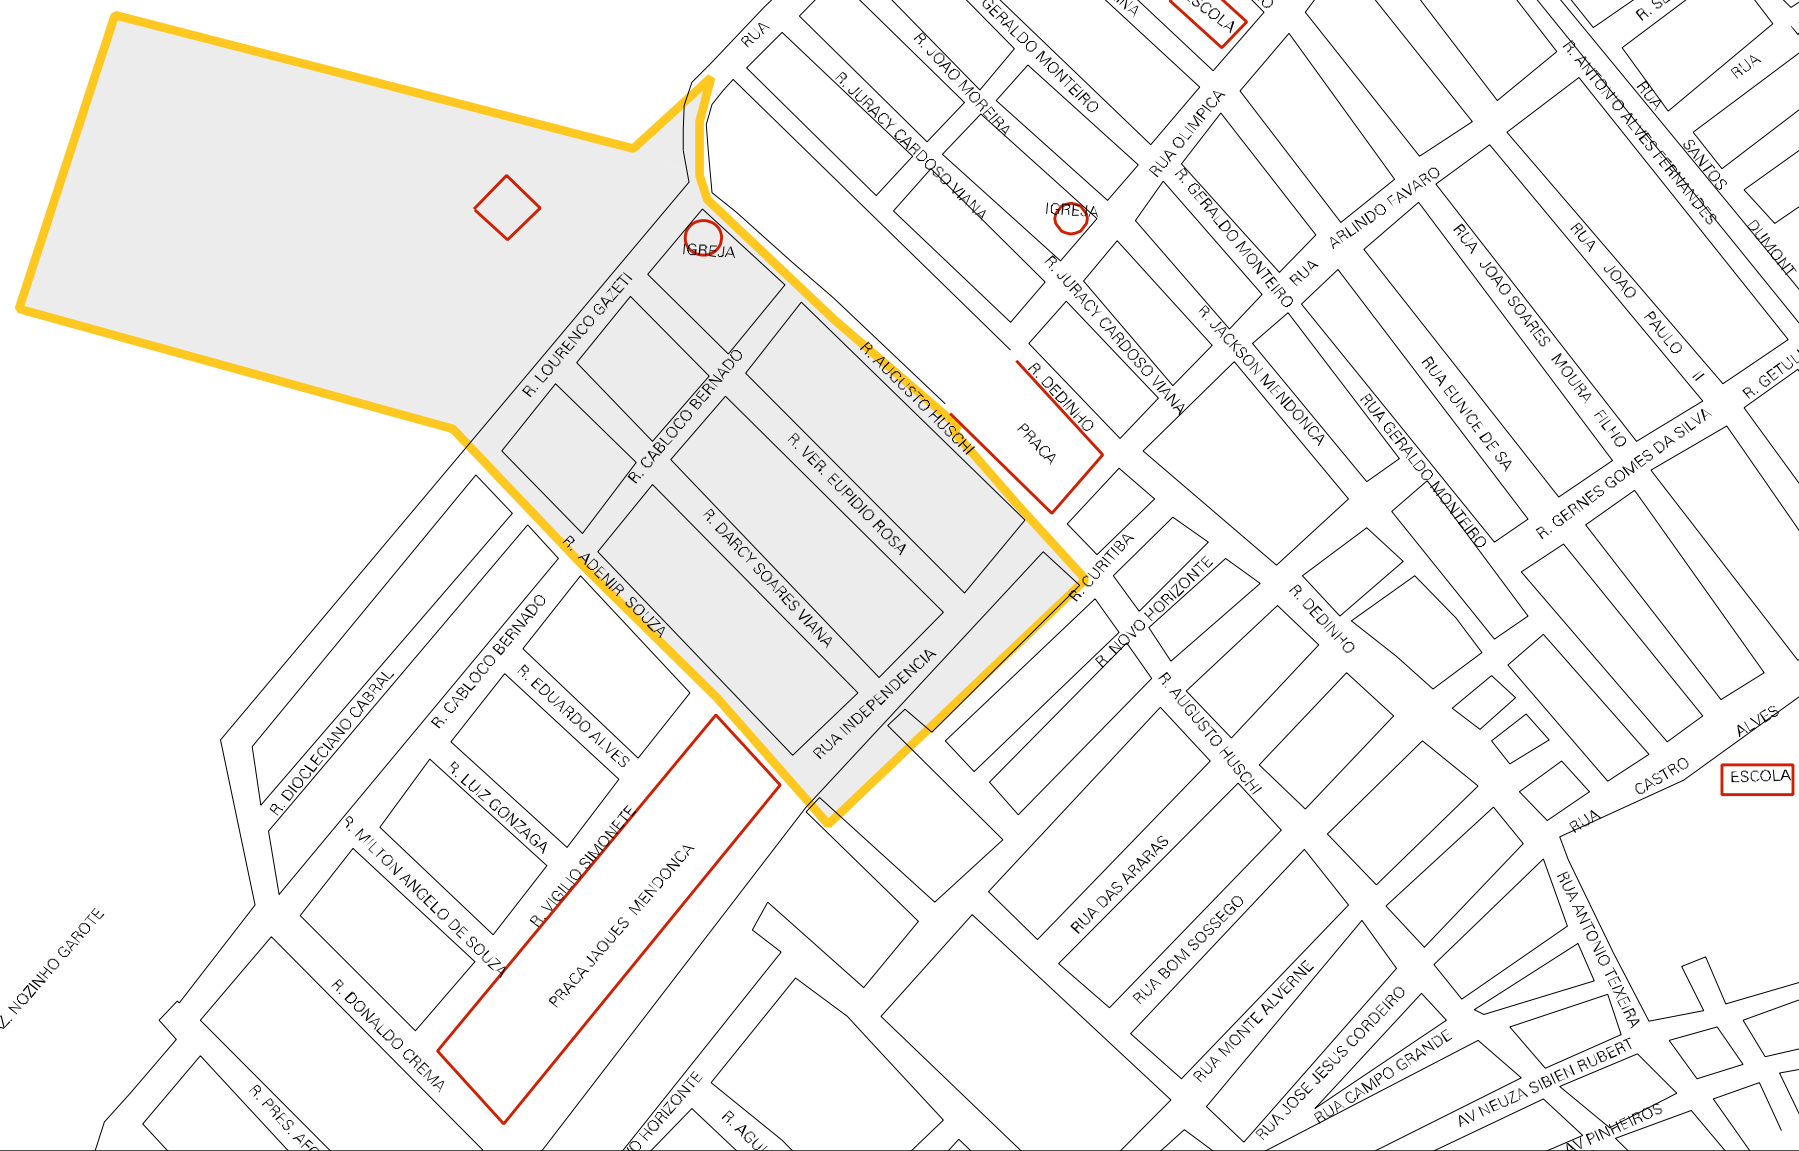 RUA
ESCOLA
R. GERALDO MONTEIRO
R. JOAO MOREIRA
R. JURACY CARDOSO VIANA
RUA OLIMPICA
R. ANTONIO ALVES FERNANDES
RUA
SANTOS
DUMONT
RUA
IGREJA
IGREJA
R. GERALDO MONTEIRO
RUA ARLINDO FAVARO
RUA JOAO SOARES MOURA FILHO
RUA JOAO PAULO II
R. LOURENCO GAZETI
R. CABLOCO BERNADO
R. AUGUSTO HUSCHI
R. JURACY CARDOSO VIANA
R. JACKSON MENDONCA
R. DEDINHO
PRACA
RUA EUNICE DE SA
RUA GERALDO MONTEIRO
R. GERNES GOMES DA SILVA
R. VER. EUPIDIO ROSA
R. DARCY SOARES VIANA
R. ADENIR SOUZA
R. CURITIBA
R. NOVO HORIZONTE
R. DEDINHO
RUA INDEPENDENCIA
R. CABLOCO BERNADO
R. DIOCLECIANO CABRAL
R. EDUARDO ALVES
R. AUGUSTO HUSCHI
R. LUIZ GONZAGA
R. VIGILIO SIMONETE
R. MILTON ANGELO DE SOUZA
PRACA JAQUES MENDONCA
RUA CASTRO ALVES
ESCOLA
RUA DAS ARARAS
RUA BOM SOSSEGO
RUA MONTE ALVERNE
RUA ANTONIO TEIXEIRA
RUA JOSE JESUS CORDEIRO
RUA CAMPO GRANDE
AV NEUZA SIBIEN RUBERT
AV PINHEIROS
NOZINHO GAROTE
R. DONALDO CREMA
R. PRES.
HORIZONTE